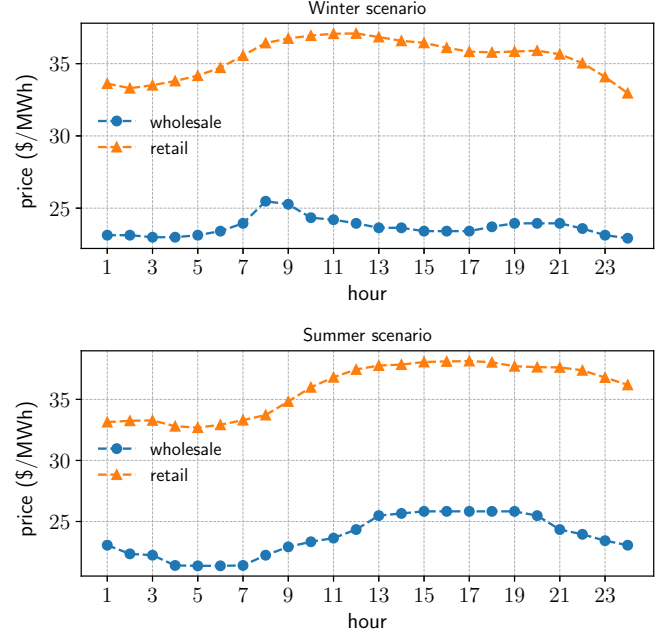 Winter scenario
price ($/MWh)
35
30
25
wholesale
retail
1 3 5 7 9 11 13 15 17 19 21 23
hour
Summer scenario
price ($/MWh)
35
30
25
wholesale
retail
1 3 5 7 9 11 13 15 17 19 21 23
hour